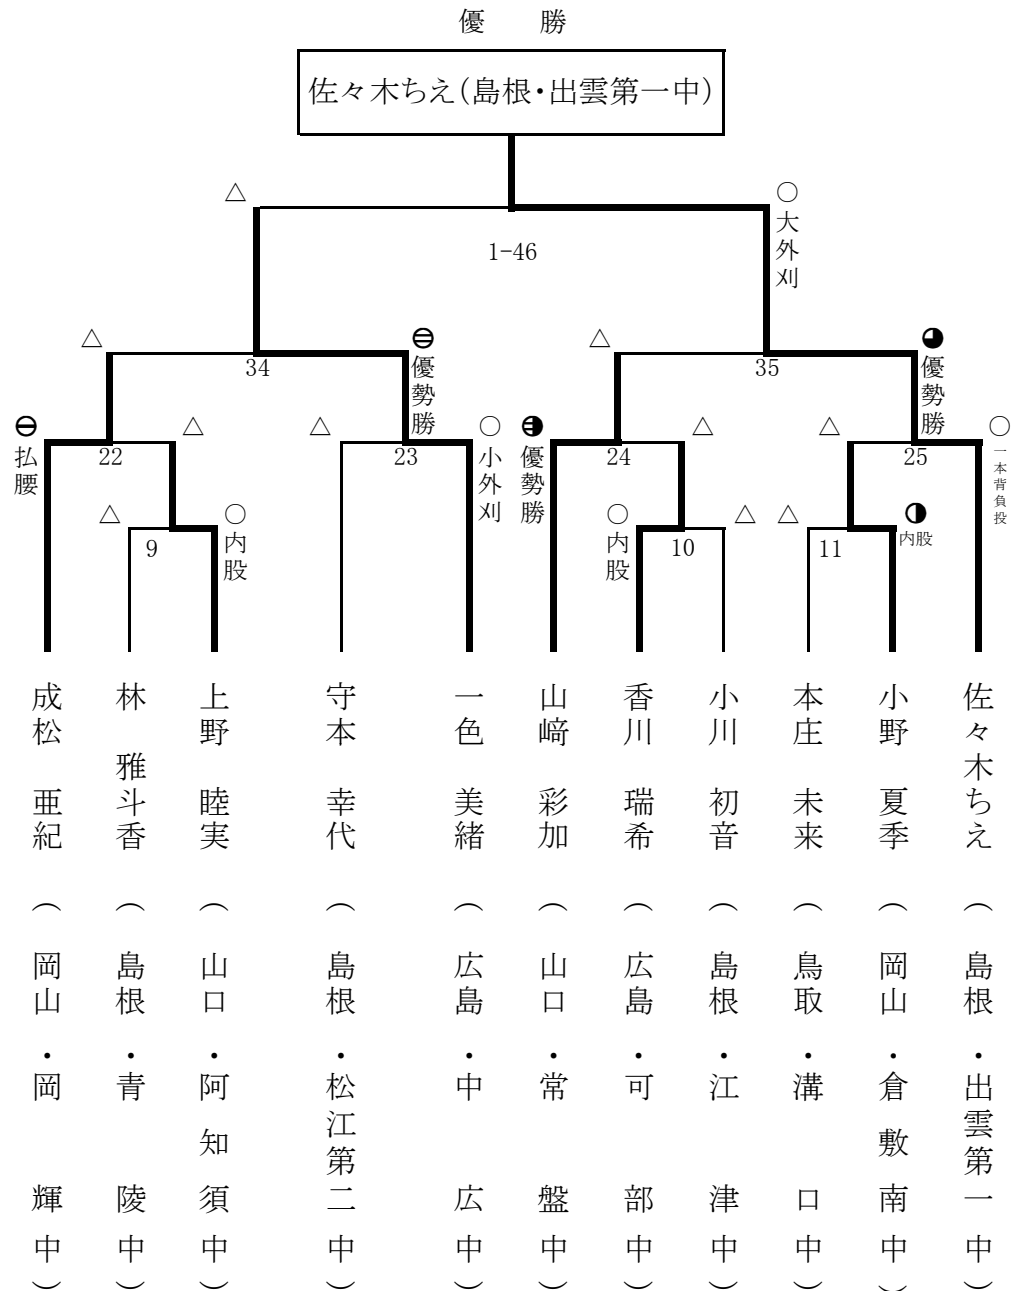 優　勝
佐々木ちえ(島根・出雲第一中)
△
○大外刈
1-46
△
優勢勝
△
優勢勝
34
35
払腰
△
△
○小外刈
優勢勝
△
△
○一本背負投
22
23
24
25
△
○内股
○内股
△
△
内股
9
10
11
成松　亜紀（岡山・岡輝中）
林　雅斗香（島根・青陵中）
上野　睦実（山口・阿知須中）
守本　幸代（島根・松江第二中）
一色　美緒（広島・中広中）
山﨑　彩加（山口・常盤中）
香川　瑞希（広島・可部中）
小川　初音（島根・江津中）
本庄　未来（鳥取・溝口中）
小野　夏季（岡山・倉敷南中）
佐々木ちえ（島根・出雲第一中）